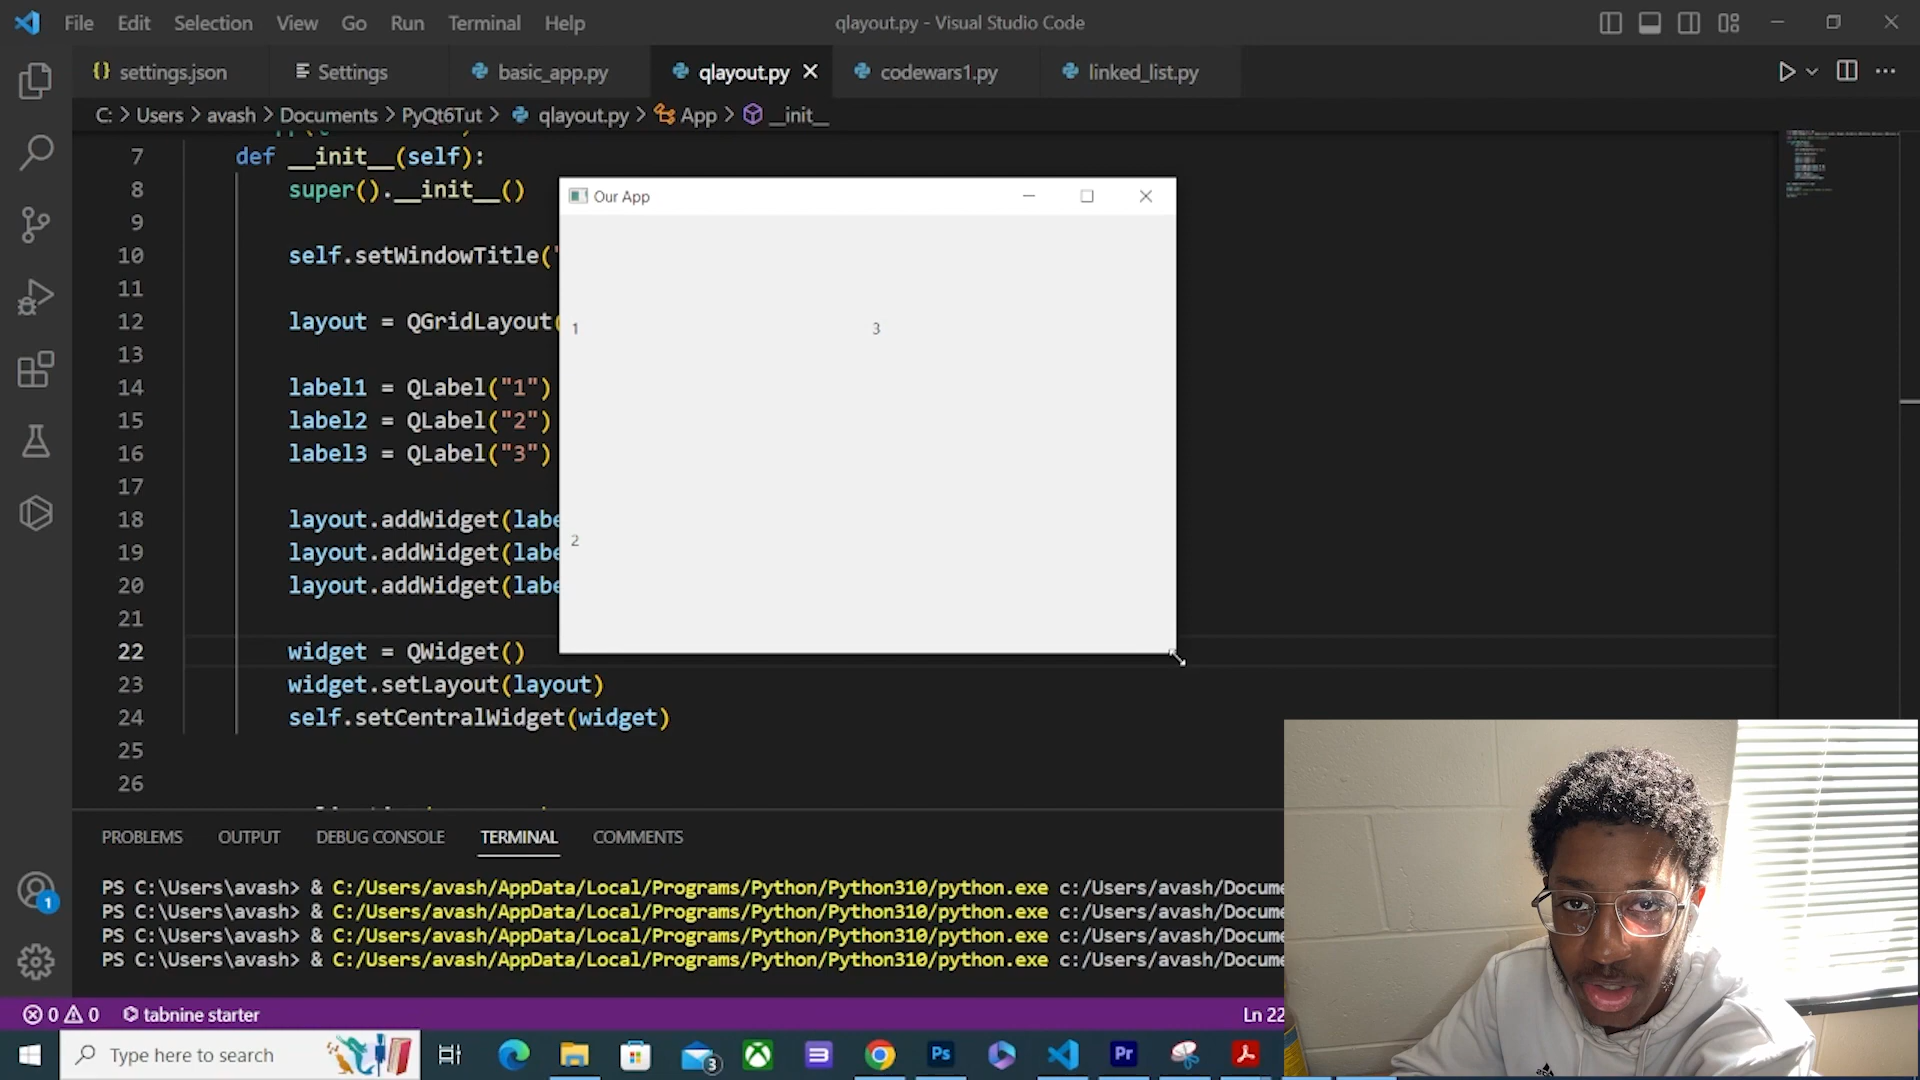 File Edit Selection View Go Run Terminal Help qlayout.py - Visual Studio Code
{} settings.json Settings basic_app.py qlayout.py codewars1.py linked_list.py
C: > Users > avash > Documents > PyQt6Tut > qlayout.py > App > __init__
7 def __init__(self):
8 super().__init__()
9
10 self.setWindowTitle("
11
12 layout = QGridLayout(
13
14 label1 = QLabel("1")
15 label2 = QLabel("2")
16 label3 = QLabel("3")
17
18 layout.addWidget(labe
19 layout.addWidget(labe
20 layout.addWidget(labe
21
22 widget = QWidget()
23 widget.setLayout(layout)
24 self.setCentralWidget(widget)
25
26
Our App
1 3
2
PROBLEMS OUTPUT DEBUG CONSOLE TERMINAL COMMENTS
PS C:\Users\avash> & C:/Users/avash/AppData/Local/Programs/Python/Python310/python.exe c:/Users/avash/Docume
PS C:\Users\avash> & C:/Users/avash/AppData/Local/Programs/Python/Python310/python.exe c:/Users/avash/Docume
PS C:\Users\avash> & C:/Users/avash/AppData/Local/Programs/Python/Python310/python.exe c:/Users/avash/Docume
PS C:\Users\avash> & C:/Users/avash/AppData/Local/Programs/Python/Python310/python.exe c:/Users/avash/Docume
1
0 0 tabnine starter Ln 22
Type here to search 3 Ps Pr